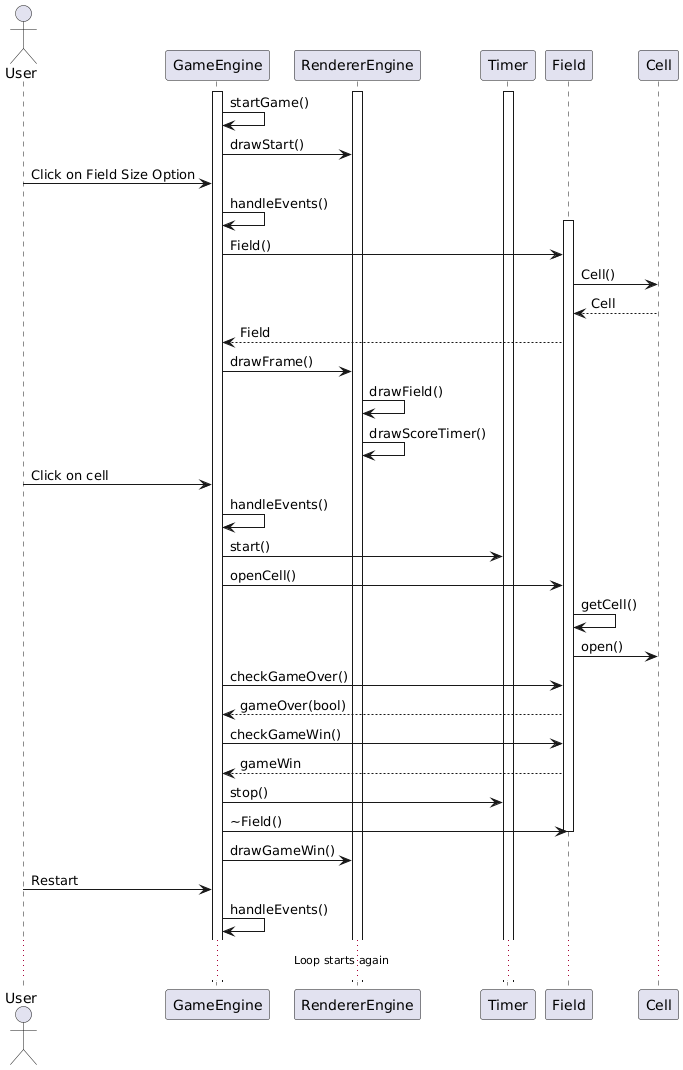 User
GameEngine
RendererEngine
Timer
Field
Cell
startGame()
drawStart()
Click on Field Size Option
handleEvents()
Field()
Cell()
Cell
Field
drawFrame()
drawField()
drawScoreTimer()
Click on cell
handleEvents()
start()
openCell()
getCell()
open()
checkGameOver()
gameOver(bool)
checkGameWin()
gameWin
stop()
~Field()
drawGameWin()
Restart
handleEvents()
Loop starts again
User
GameEngine
RendererEngine
Timer
Field
Cell